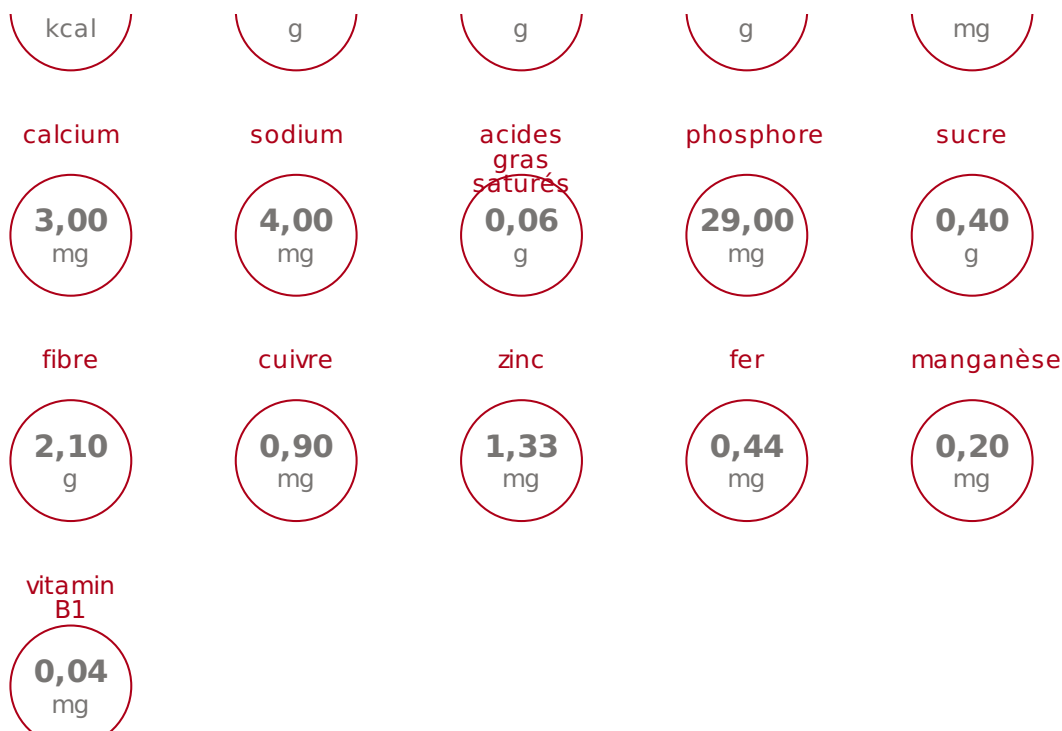 kcal
g
g
g
mg
calcium
sodium
acides
gras
saturés
phosphore
sucre
3,00
mg
4,00
mg
0,06
g
29,00
mg
0,40
g
fibre
cuivre
zinc
fer
manganèse
2,10
g
0,90
mg
1,33
mg
0,44
mg
0,20
mg
vitamin
B1
0,04
mg